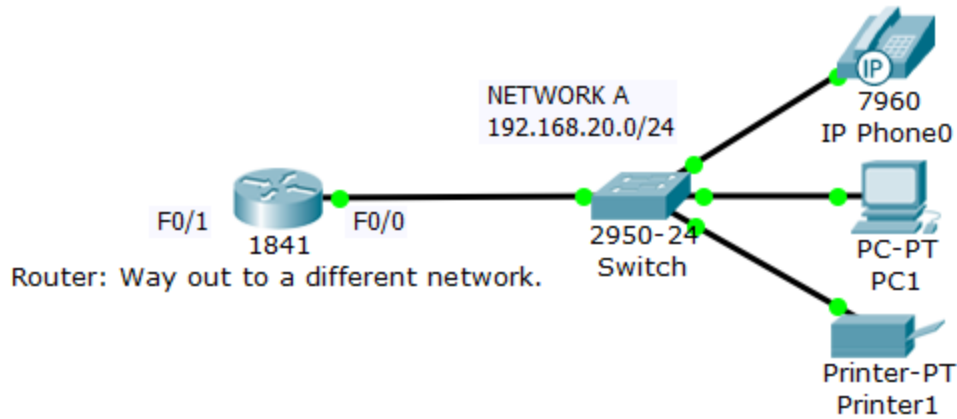 NETWORK A
192.168.20.0/24
IP
7960
IP Phone0
F0/1
F0/0
1841
Router: Way out to a different network.
2950-24
Switch
PC-PT
PC1
Printer-PT
Printer1